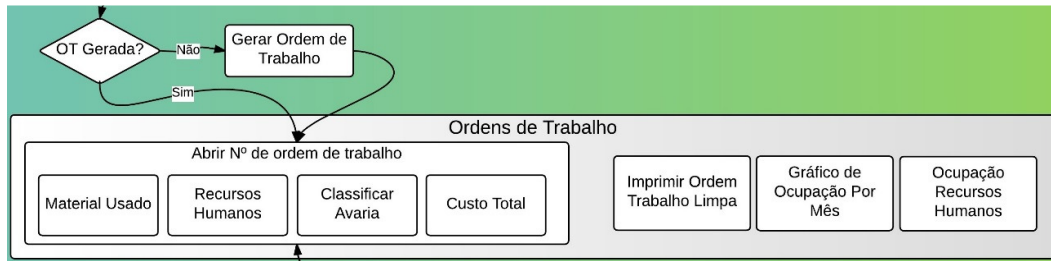 OT Gerada?
Não
Gerar Ordem de
Trabalho
Sim
Ordens de Trabalho
Abrir Nº de ordem de trabalho
Material Usado
Recursos
Humanos
Classificar
Avaria
Custo Total
Imprimir Ordem
Trabalho Limpa
Gráfico de
Ocupação Por
Mês
Ocupação
Recursos
Humanos